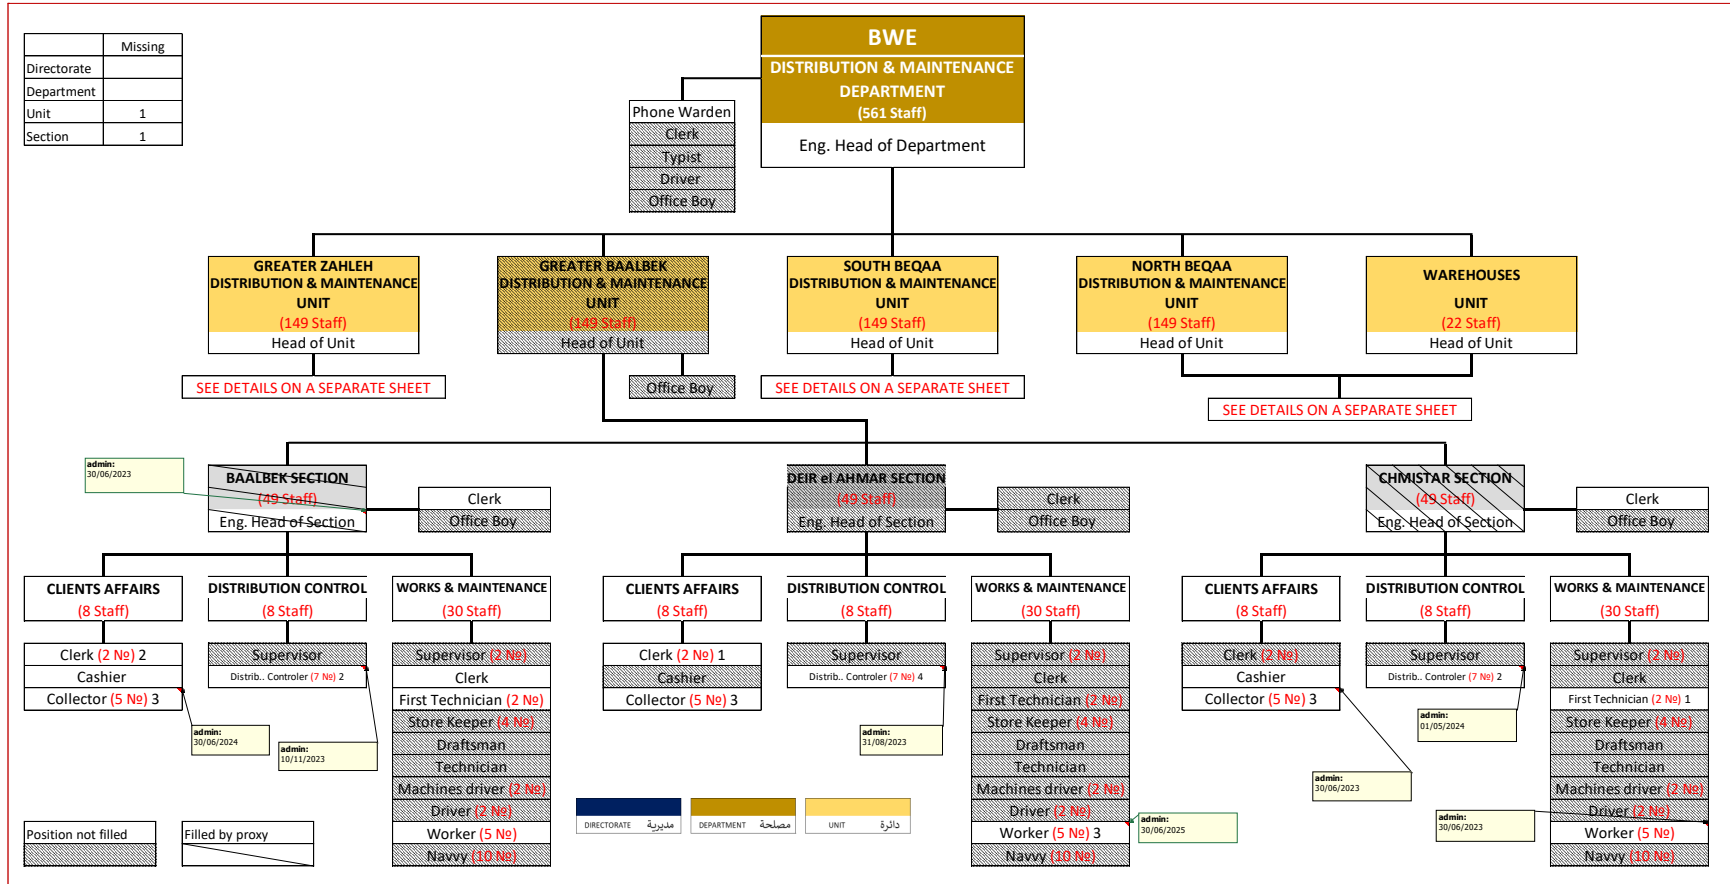 BWE
DISTRIBUTION & MAINTENANCE
DEPARTMENT
(561 Staff)
Eng. Head of Department
Missing
Directorate
Department
Unit 1
Section 1
Phone Warden
Clerk
Typist
Driver
Office Boy
GREATER ZAHLEH
DISTRIBUTION & MAINTENANCE
UNIT
(149 Staff)
Head of Unit
SEE DETAILS ON A SEPARATE SHEET
GREATER BAALBEK
DISTRIBUTION & MAINTENANCE
UNIT
(149 Staff)
Head of Unit
Office Boy
SOUTH BEQAA
DISTRIBUTION & MAINTENANCE
UNIT
(149 Staff)
Head of Unit
SEE DETAILS ON A SEPARATE SHEET
NORTH BEQAA
DISTRIBUTION & MAINTENANCE
UNIT
(149 Staff)
Head of Unit
WAREHOUSES
UNIT
(22 Staff)
Head of Unit
SEE DETAILS ON A SEPARATE SHEET
admin:
30/06/2023
BAALBEK SECTION
(49 Staff)
Eng. Head of Section
Clerk
Office Boy
DEIR el AHMAR SECTION
(49 Staff)
Eng. Head of Section
Clerk
Office Boy
CHMISTAR SECTION
(49 Staff)
Eng. Head of Section
Clerk
Office Boy
CLIENTS AFFAIRS
(8 Staff)
Clerk (2 №) 2
Cashier
Collector (5 №) 3
admin:
30/06/2024
DISTRIBUTION CONTROL
(8 Staff)
Supervisor
Distrib.. Controler (7 №) 2
admin:
10/11/2023
WORKS & MAINTENANCE
(30 Staff)
Supervisor (2 №)
Clerk
First Technician (2 №)
Store Keeper (4 №)
Draftsman
Technician
Machines driver (2 №)
Driver (2 №)
Worker (5 №)
Navvy (10 №)
CLIENTS AFFAIRS
(8 Staff)
Clerk (2 №) 1
Cashier
Collector (5 №) 3
DISTRIBUTION CONTROL
(8 Staff)
Supervisor
Distrib.. Controler (7 №) 4
admin:
31/08/2023
WORKS & MAINTENANCE
(30 Staff)
Supervisor (2 №)
Clerk
First Technician (2 №)
Store Keeper (4 №)
Draftsman
Technician
Machines driver (2 №)
Driver (2 №)
Worker (5 №) 3
Navvy (10 №)
admin:
30/06/2025
CLIENTS AFFAIRS
(8 Staff)
Clerk (2 №)
Cashier
Collector (5 №) 3
admin:
30/06/2023
DISTRIBUTION CONTROL
(8 Staff)
Supervisor
Distrib.. Controler (7 №) 2
admin:
01/05/2024
WORKS & MAINTENANCE
(30 Staff)
Supervisor (2 №)
Clerk
First Technician (2 №) 1
Store Keeper (4 №)
Draftsman
Technician
Machines driver (2 №)
Driver (2 №)
Worker (5 №)
Navvy (10 №)
admin:
30/06/2023
Position not filled
Filled by proxy
DIRECTORATE مديرية
DEPARTMENT مصلحة
UNIT دائرة